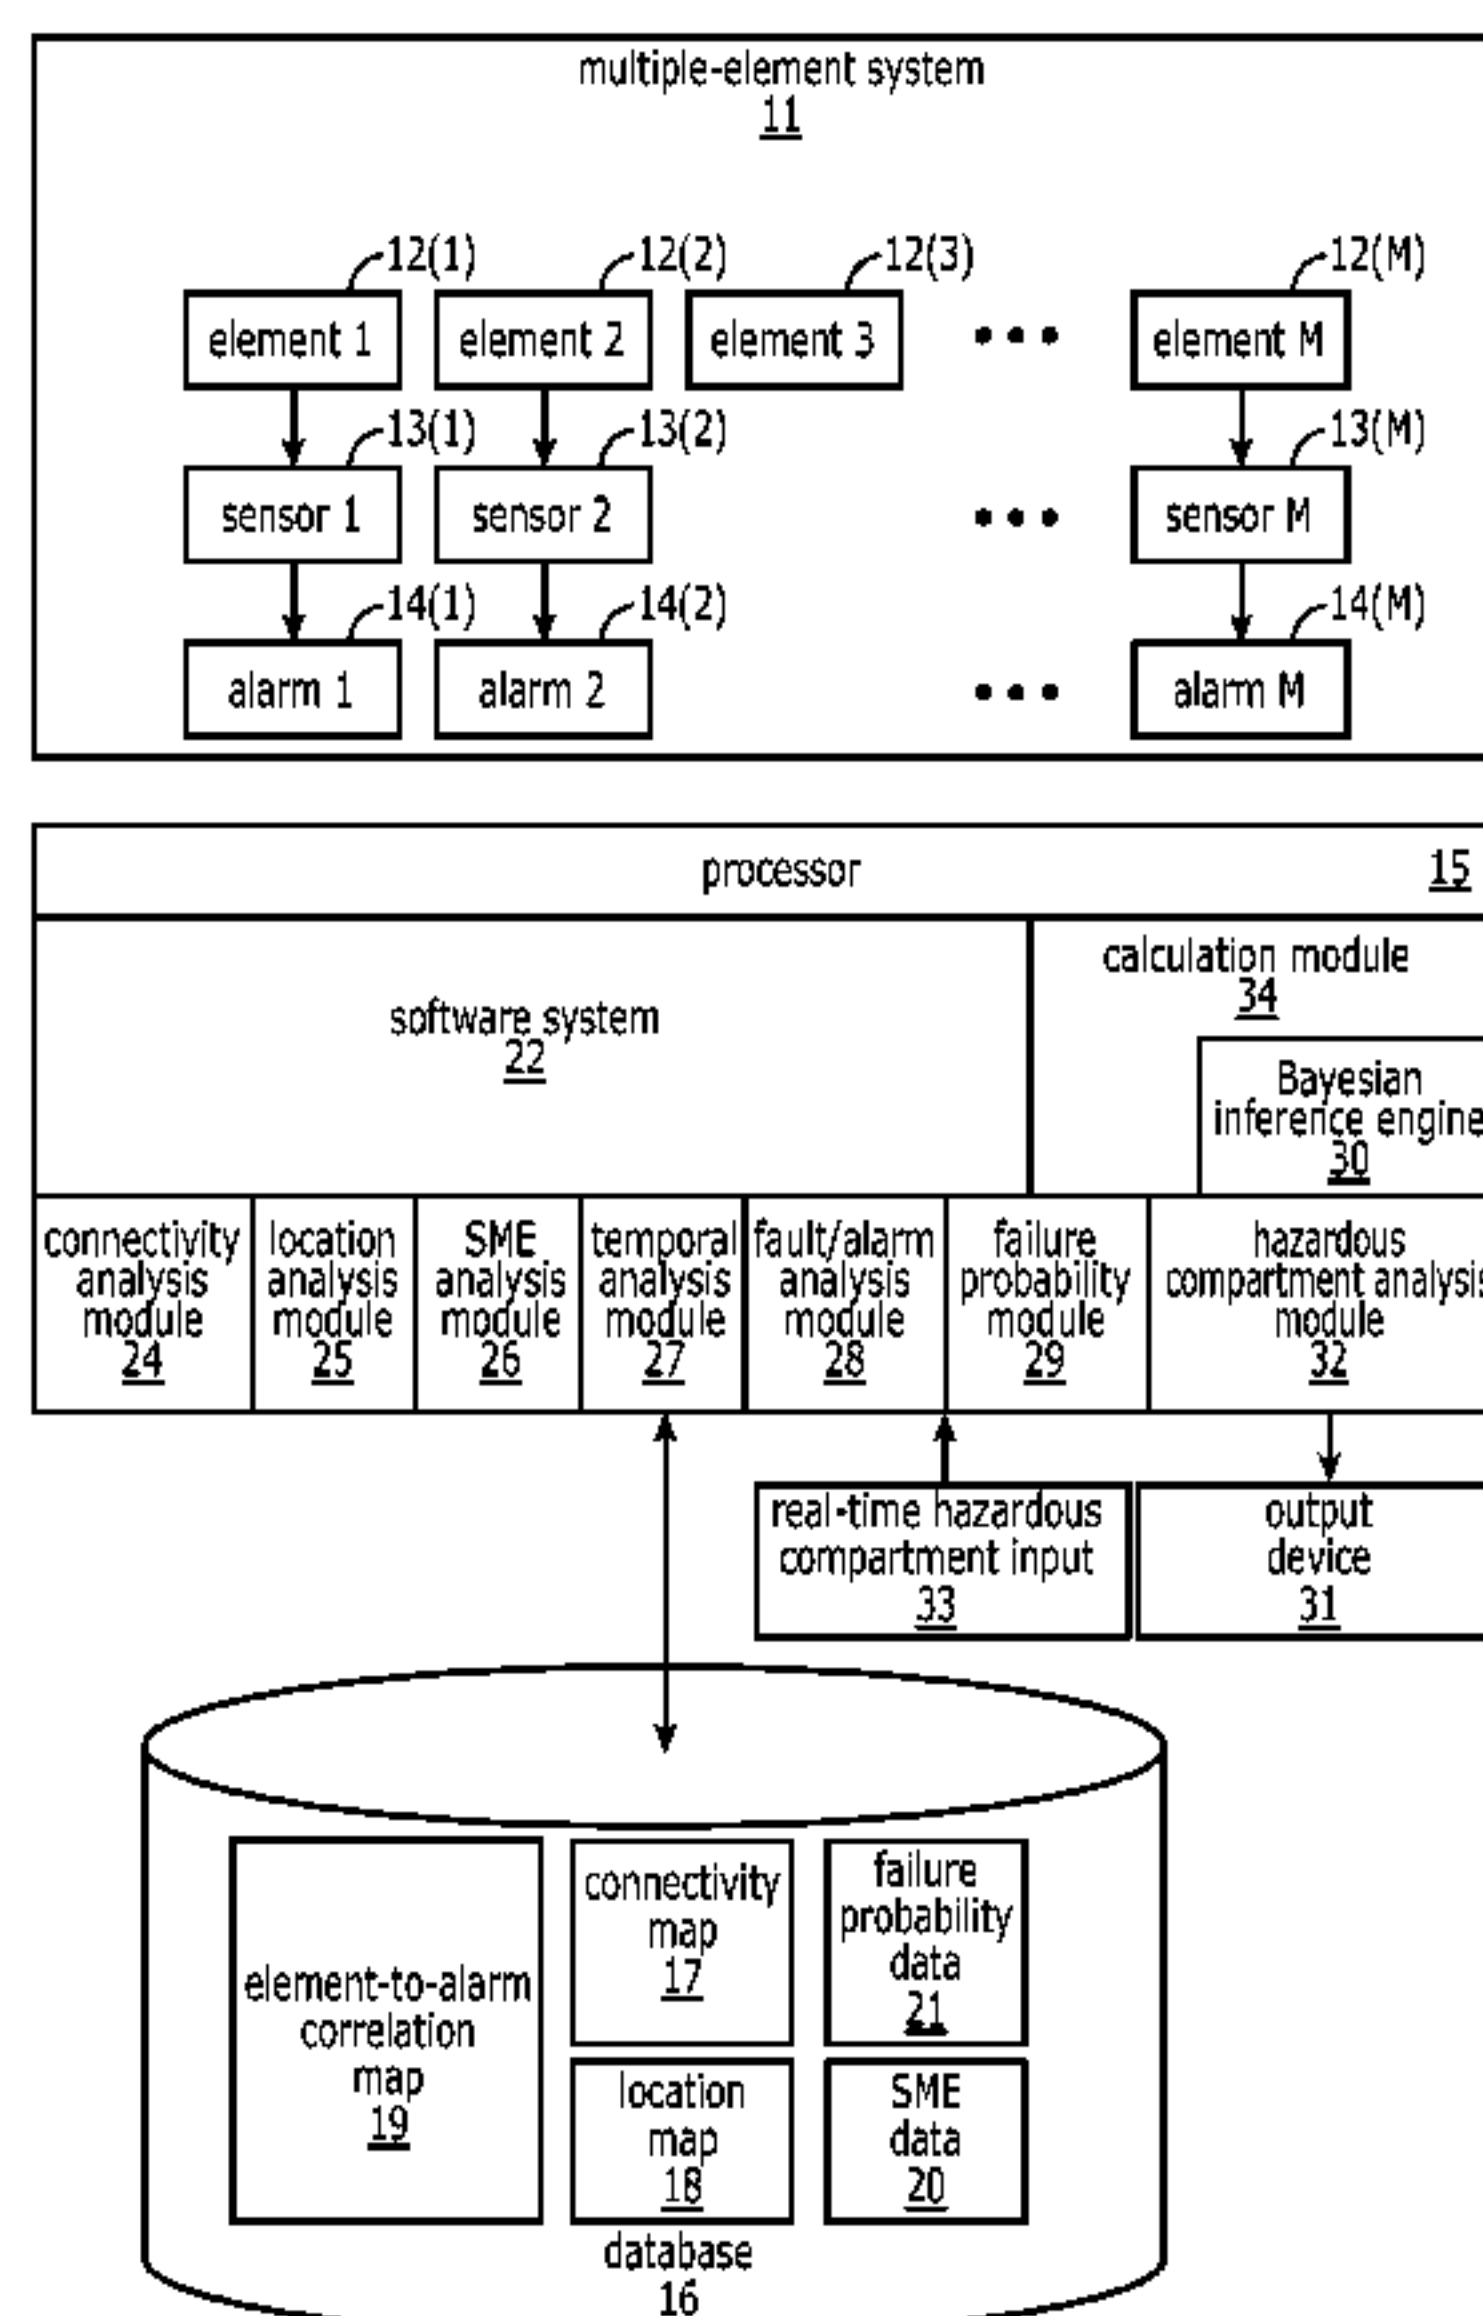 multiple-element system
11
12(1)
12(2)
12(3)
12(M)
element 1
element 2
element 3
element M
13(1)
13(2)
13(M)
sensor 1
sensor 2
sensor M
14(1)
14(2)
14(M)
alarm 1
alarm 2
alarm M
processor
15
software system
22
calculation module
34
Bayesian
inference engine
30
connectivity
analysis
module
24
location
analysis
module
25
SME
analysis
module
26
temporal
analysis
module
27
fault/alarm
analysis
module
28
failure
probability
module
29
hazardous
compartment analysis
module
32
real-time hazardous
compartment input
33
output
device
31
element-to-alarm
correlation
map
19
connectivity
map
17
failure
probability
data
21
location
map
18
SME
data
20
database
16